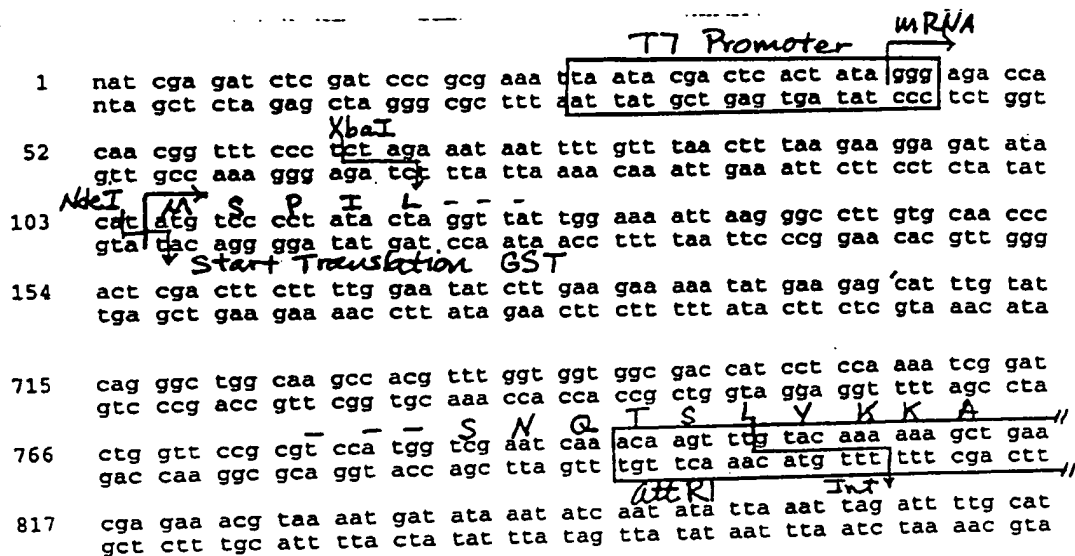 T7 Promoter mRNA
1 nat cga gat ctc gat ccc gcg aaa tta ata cga ctc act ata ggg aga cca
nta gct cta gag cta ggg cgc ttt aat tat gct gag tga tat ccc tct ggt
XbaI
52 caa cgg ttt ccc tct aga aat aat ttt gtt taa ctt taa gaa gga gat ata
gtt gcc aaa ggg aga tct tta tta aaa caa att gaa att ctt cct cta tat
NdeI M S P I L - - -
103 cat atg tcc cct ata cta ggt tat tgg aaa att aag ggc ctt gtg caa ccc
gta tac agg gga tat gat cca ata acc ttt taa ttc ccg gaa cac gtt ggg
Start Translation GST
154 act cga ctt ctt ttg gaa tat ctt gaa gaa aaa tat gaa gag cat ttg tat
tga gct gaa gaa aac ctt ata gaa ctt ctt ttt ata ctt ctc gta aac ata
715 cag ggc tgg caa gcc acg ttt ggt ggt ggc gac cat cct cca aaa tcg gat
gtc ccg acc gtt cgg tgc aaa cca cca ccg ctg gta gga ggt ttt agc cta
- - - S N Q T S L Y K K A
766 ctg gtt ccg cgt cca tgg tcg aat caa aca agt ttg tac aaa aaa gct gaa
gac caa ggc gca ggt acc agc tta gtt tgt tca aac atg ttt ttt cga ctt
attR1 Int
817 cga gaa acg taa aat gat ata aat atc aat ata tta aat tag att ttg cat
gct ctt tgc att tta cta tat tta tag tta tat aat tta atc taa aac gta